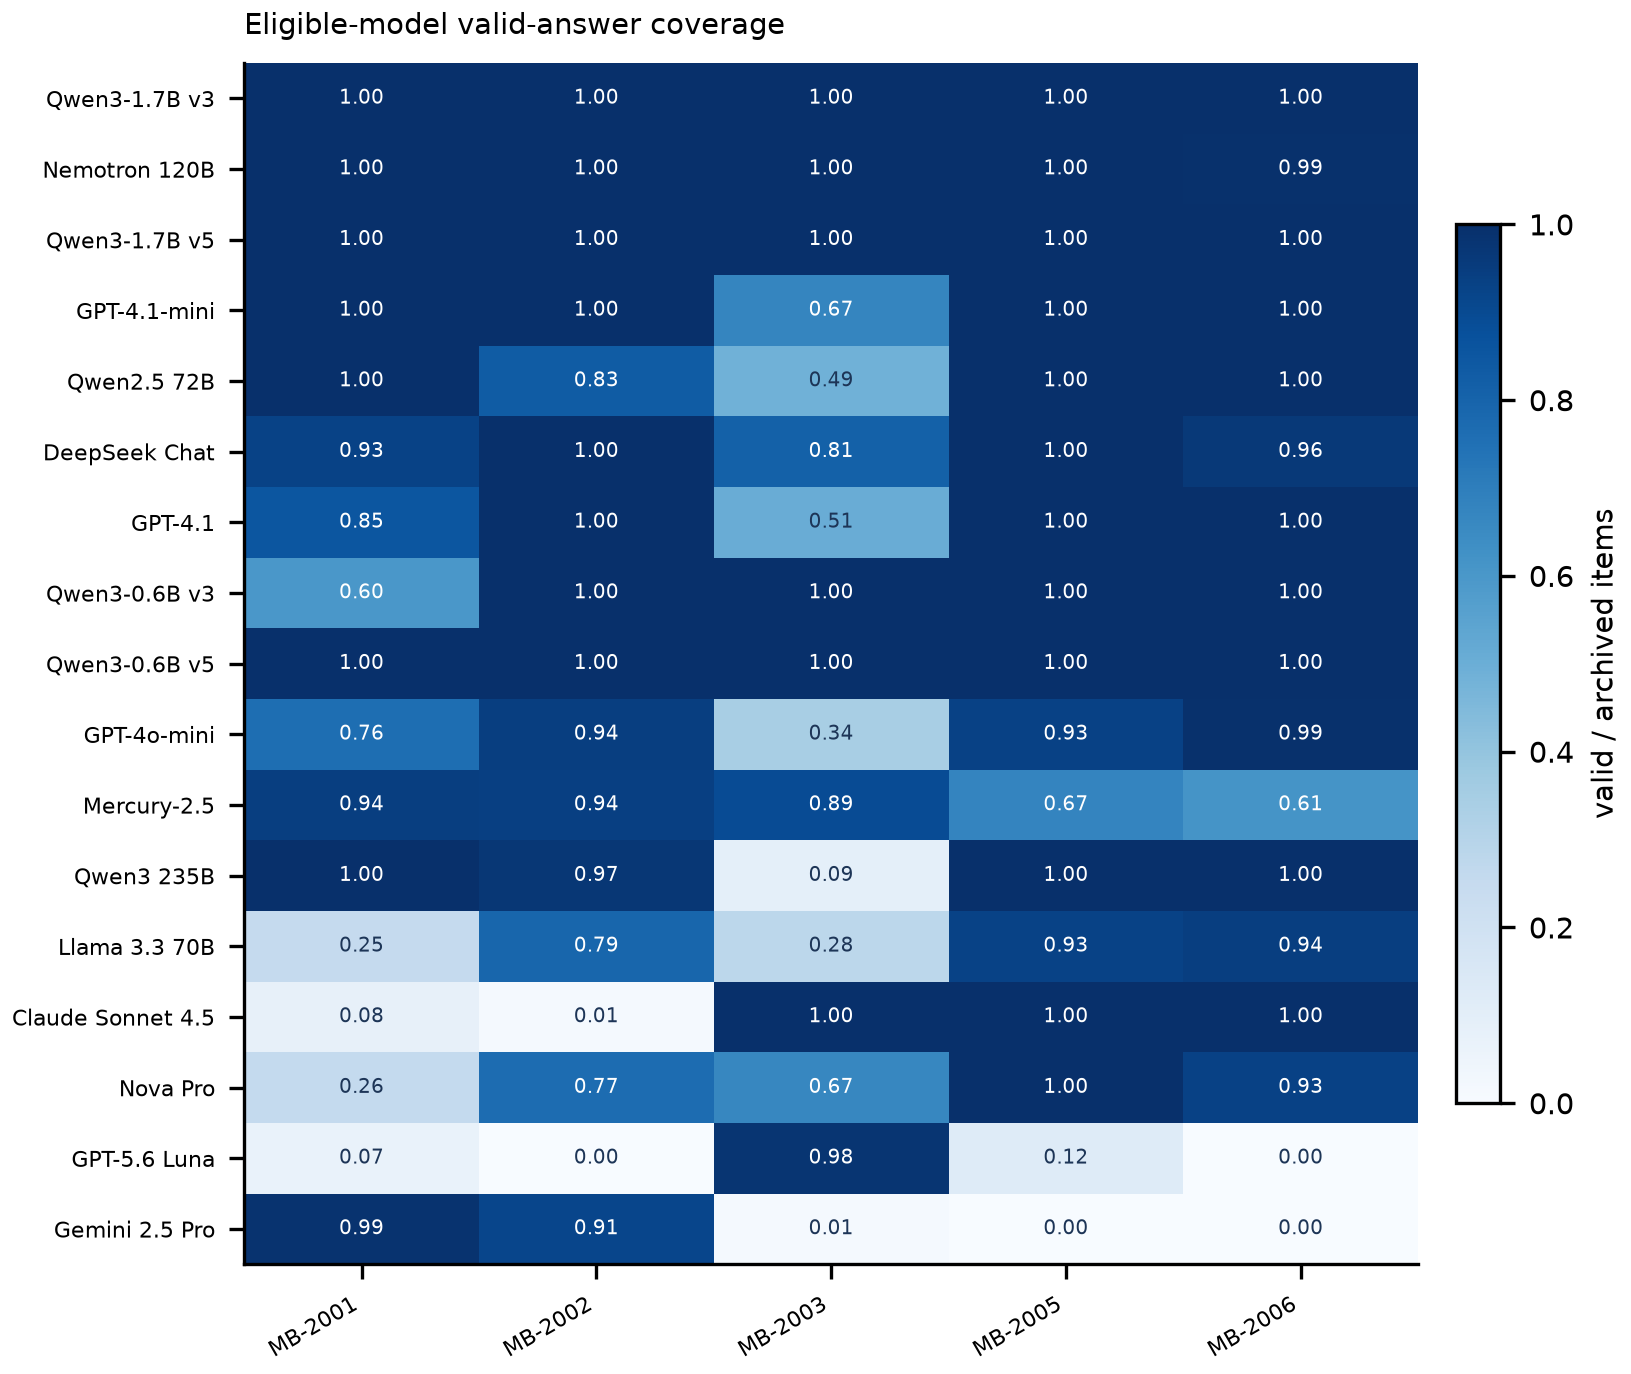 Eligible-model valid-answer coverage
Qwen3-1.7B v3 1.00 1.00 1.00 1.00 1.00
Nemotron 120B 1.00 1.00 1.00 1.00 0.99
Qwen3-1.7B v5 1.00 1.00 1.00 1.00 1.00
GPT-4.1-mini 1.00 1.00 0.67 1.00 1.00
Qwen2.5 72B 1.00 0.83 0.49 1.00 1.00
DeepSeek Chat 0.93 1.00 0.81 1.00 0.96
GPT-4.1 0.85 1.00 0.51 1.00 1.00
Qwen3-0.6B v3 0.60 1.00 1.00 1.00 1.00
Qwen3-0.6B v5 1.00 1.00 1.00 1.00 1.00
GPT-4o-mini 0.76 0.94 0.34 0.93 0.99
Mercury-2.5 0.94 0.94 0.89 0.67 0.61
Qwen3 235B 1.00 0.97 0.09 1.00 1.00
Llama 3.3 70B 0.25 0.79 0.28 0.93 0.94
Claude Sonnet 4.5 0.08 0.01 1.00 1.00 1.00
Nova Pro 0.26 0.77 0.67 1.00 0.93
GPT-5.6 Luna 0.07 0.00 0.98 0.12 0.00
Gemini 2.5 Pro 0.99 0.91 0.01 0.00 0.00
MB-2001 MB-2002 MB-2003 MB-2005 MB-2006
1.0
0.8
0.6
0.4
0.2
0.0
valid / archived items